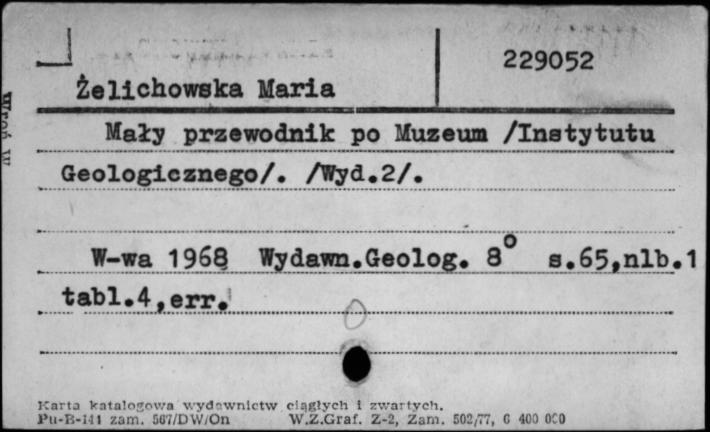 229052
Żelichowska Maria
Mały przewodnik po Muzeum /Instytutu
Geologicznego/. /Wyd.2/.
W-wa 1968 Wydawn.Geolog. 8° s.65,nlb.1
tabl.4,err.
Karta katalogowa wydawnictw ciągłych i zwartych.
Pu-B-141 zam. 567/DW/On W.Z.Graf. Z-2, Zam. 502/77, 6 400 000